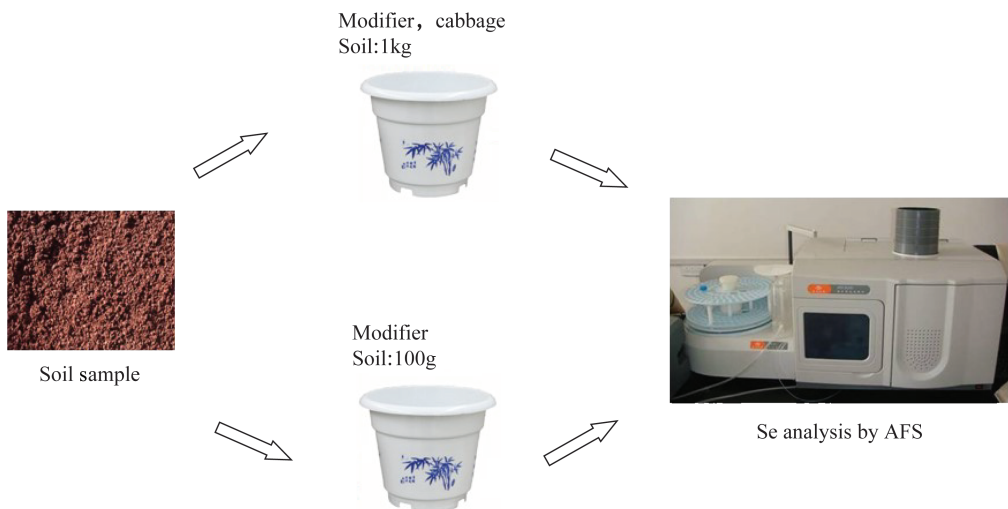 Modifier, cabbage
Soil:1kg
Modifier
Soil:100g
Soil sample
Se analysis by AFS